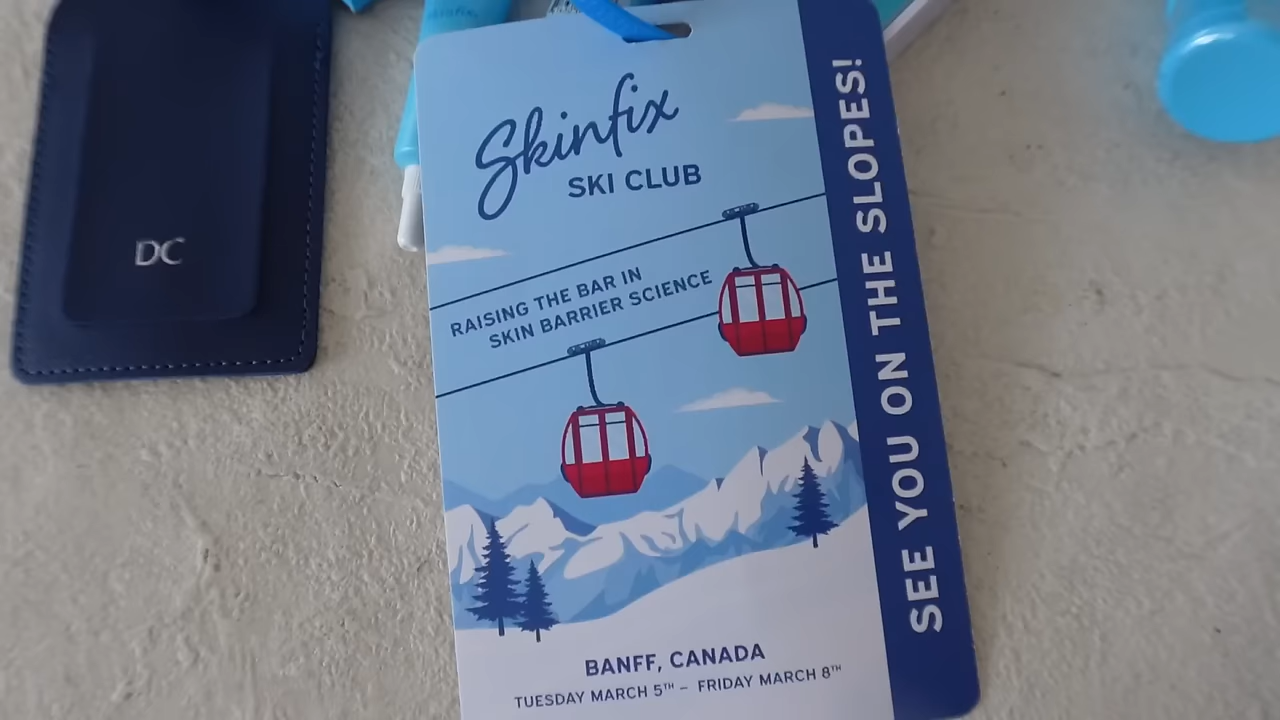 DC
Skinfix
SKI CLUB
RAISING THE BAR IN
SKIN BARRIER SCIENCE
BANFF, CANADA
TUESDAY MARCH 5TH – FRIDAY MARCH 8TH
SEE YOU ON THE SLOPES!